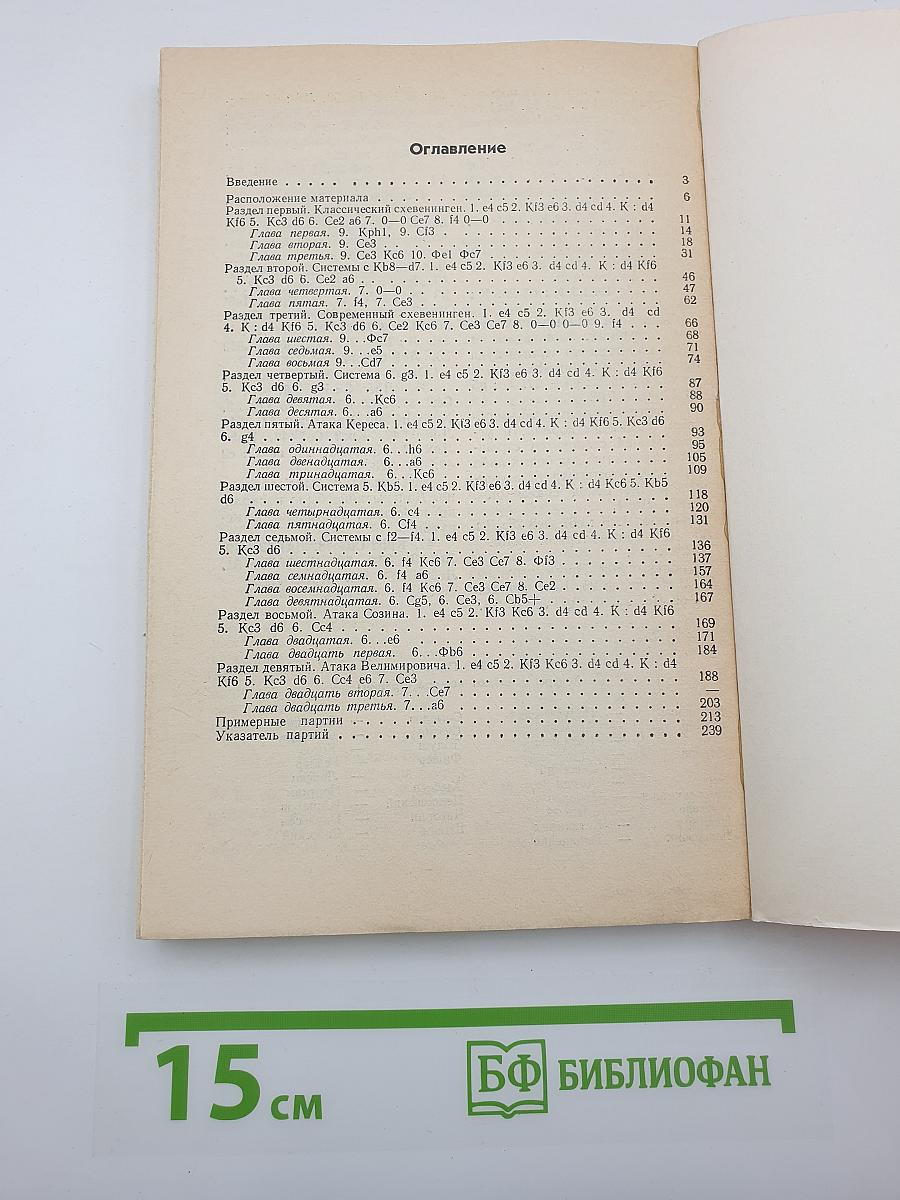 Оглавление
Введение . . . . . . . . . . . . . . . . . . . . . . . 3
Расположение материала . . . . . . . . . . . . . . . . . . . . 6
Раздел первый. Классический схевенинген. 1. e4 c5 2. Kf3 e6 3. d4 cd 4. K : d4
Kf6 5. Kc3 d6 6. Ce2 a6 7. 0—0 Ce7 8. f4 0—0 . . . . . . . . . . . . 11
Глава первая. 9. Kph1, 9. Cf3 . . . . . . . . . . . . . . . . . 14
Глава вторая. 9. Ce3 . . . . . . . . . . . . . . . . . . . . 18
Глава третья. 9. Ce3 Kc6 10. Фe1 Фc7 . . . . . . . . . . . . . . 31
Раздел второй. Системы с Kb8—d7. 1. e4 c5 2. Kf3 e6 3. d4 cd 4. K : d4 Kf6
5. Kc3 d6 6. Ce2 a6 . . . . . . . . . . . . . . . . . . . . . 46
Глава четвертая. 7. 0—0 . . . . . . . . . . . . . . . . . . 47
Глава пятая. 7. f4, 7. Ce3 . . . . . . . . . . . . . . . . . 62
Раздел третий. Современный схевенинген. 1. e4 c5 2. Kf3 e6 3. d4 cd
4. K : d4 Kf6 5. Kc3 d6 6. Ce2 Kc6 7. Ce3 Ce7 8. 0—0 0—0 9. f4 . . . 66
Глава шестая. 9. . .Фc7 . . . . . . . . . . . . . . . . . . 68
Глава седьмая. 9. . .e5 . . . . . . . . . . . . . . . . . . 71
Глава восьмая 9. . .Cd7 . . . . . . . . . . . . . . . . . . 74
Раздел четвертый. Система 6. g3. 1. e4 c5 2. Kf3 e6 3. d4 cd 4. K : d4 Kf6
5. Kc3 d6 6. g3 . . . . . . . . . . . . . . . . . . . . . . 87
Глава девятая. 6. . .Kc6 . . . . . . . . . . . . . . . . . . 88
Глава десятая. 6. . .a6 . . . . . . . . . . . . . . . . . . 90
Раздел пятый. Атака Кереса. 1. e4 c5 2. Kf3 e6 3. d4 cd 4. K : d4 Kf6 5. Kc3 d6
6. g4 . . . . . . . . . . . . . . . . . . . . . . . . . 93
Глава одиннадцатая. 6. . .h6 . . . . . . . . . . . . . . . . 95
Глава двенадцатая. 6. . .a6 . . . . . . . . . . . . . . . . 105
Глава тринадцатая. 6. . .Kc6 . . . . . . . . . . . . . . . . 109
Раздел шестой. Система 5. Kb5. 1. e4 c5 2. Kf3 e6 3. d4 cd 4. K : d4 Kc6 5. Kb5
d6 . . . . . . . . . . . . . . . . . . . . . . . . . . 118
Глава четырнадцатая. 6. c4 . . . . . . . . . . . . . . . . . 120
Глава пятнадцатая. 6. Cf4 . . . . . . . . . . . . . . . . . 131
Раздел седьмой. Системы с f2—f4. 1. e4 c5 2. Kf3 e6 3. d4 cd 4. K : d4 Kf6
5. Kc3 d6 . . . . . . . . . . . . . . . . . . . . . . . . 136
Глава шестнадцатая. 6. f4 Kc6 7. Ce3 Ce7 8. Фf3 . . . . . . . . . 137
Глава семнадцатая. 6. f4 a6 . . . . . . . . . . . . . . . . 157
Глава восемнадцатая. 6. f4 Kc6 7. Ce3 Ce7 8. Ce2 . . . . . . . . . 164
Глава девятнадцатая. 6. Cg5, 6. Ce3, 6. Cb5+ . . . . . . . . . . 167
Раздел восьмой. Атака Созина. 1. e4 c5 2. Kf3 Kc6 3. d4 cd 4. K : d4 Kf6
5. Kc3 d6 6. Cc4 . . . . . . . . . . . . . . . . . . . . . 169
Глава двадцатая. 6. . .e6 . . . . . . . . . . . . . . . . . 171
Глава двадцать первая. 6. . .Фb6 . . . . . . . . . . . . . . . 184
Раздел девятый. Атака Велимировича. 1. e4 c5 2. Kf3 Kc6 3. d4 cd 4. K : d4
Kf6 5. Kc3 d6 6. Cc4 e6 7. Ce3 . . . . . . . . . . . . . . . . . 188
Глава двадцать вторая. 7. . .Ce7 . . . . . . . . . . . . . . . —
Глава двадцать третья. 7. . .a6 . . . . . . . . . . . . . . . 203
Примерные партии . . . . . . . . . . . . . . . . . . . . . . 213
Указатель партий . . . . . . . . . . . . . . . . . . . . . . 239
15 см
БФ БИБЛИОФАН